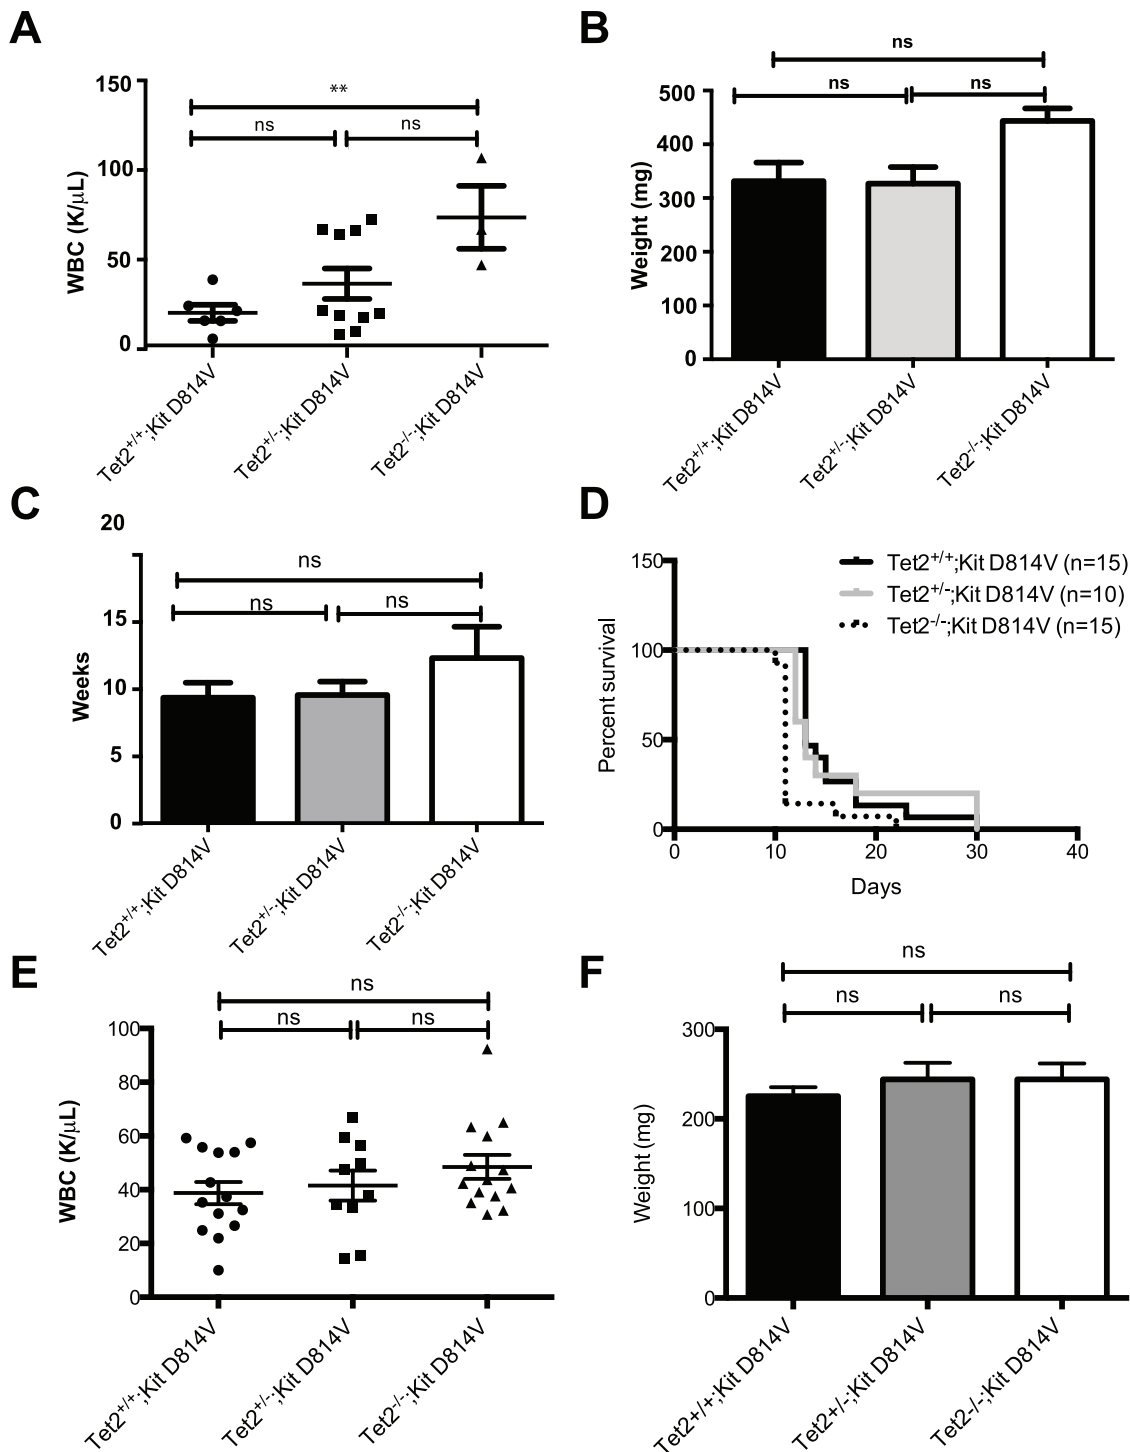 A
150
100
50
0
WBC (K/μL)
**
ns
ns
Tet2+/+;Kit D814V
Tet2+/-;Kit D814V
Tet2-/-;Kit D814V
B
ns
ns
ns
500
400
300
200
100
0
Weight (mg)
Tet2+/+;Kit D814V
Tet2+/-;Kit D814V
Tet2-/-;Kit D814V
C
20
15
10
5
0
Weeks
ns
ns
ns
Tet2+/+;Kit D814V
Tet2+/-;Kit D814V
Tet2-/-;Kit D814V
D
150
100
50
0
Percent survival
Tet2+/+;Kit D814V (n=15)
Tet2+/-;Kit D814V (n=10)
Tet2-/-;Kit D814V (n=15)
0 10 20 30 40
Days
E
ns
ns
ns
100
80
60
40
20
0
WBC (K/μL)
Tet2+/+;Kit D814V
Tet2+/-;Kit D814V
Tet2-/-;Kit D814V
F
ns
ns
ns
300
200
100
0
Weight (mg)
Tet2+/+;Kit D814V
Tet2+/-;Kit D814V
Tet2-/-;Kit D814V